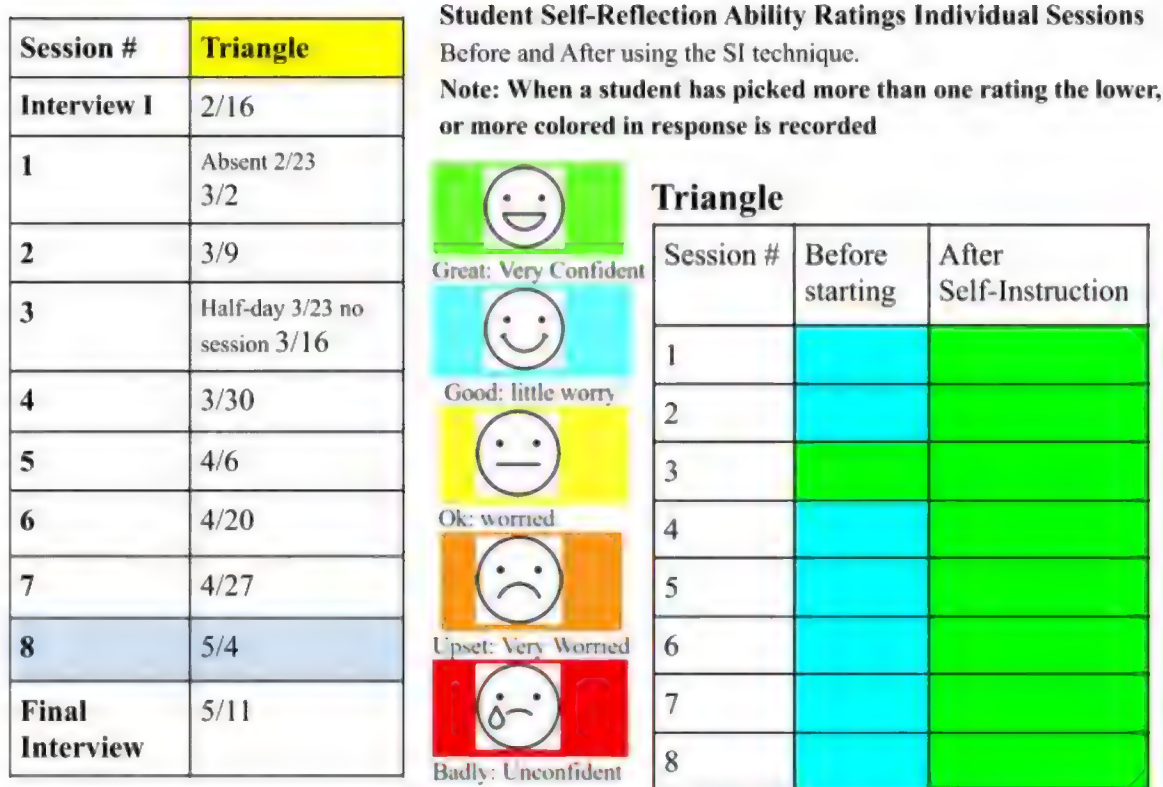 Session # Triangle
Interview I 2/16
1 Absent 2/23
3/2
2 3/9
3 Half-day 3/23 no
session 3/16
4 3/30
5 4/6
6 4/20
7 4/27
8 5/4
Final
Interview 5/11
Student Self-Reflection Ability Ratings Individual Sessions
Before and After using the SI technique.
Note: When a student has picked more than one rating the lower,
or more colored in response is recorded
Great: Very Confident
Good: little worry
Ok: worried
Upset: Very Worried
Badly: Unconfident
Triangle
Session # Before
starting After
Self-Instruction
1
2
3
4
5
6
7
8